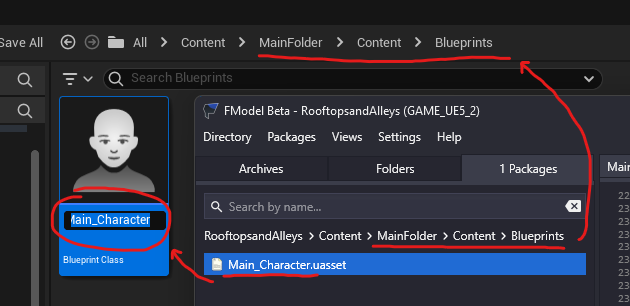 Save All
All > Content > MainFolder > Content > Blueprints
Search Blueprints
FModel Beta - RooftopsandAlleys (GAME_UE5_2)
Directory Packages Views Settings Help
Archives Folders 1 Packages Main
Search by name...
Main_Character
RooftopsandAlleys > Content > MainFolder > Content > Blueprints
Blueprint Class
Main_Character.uasset